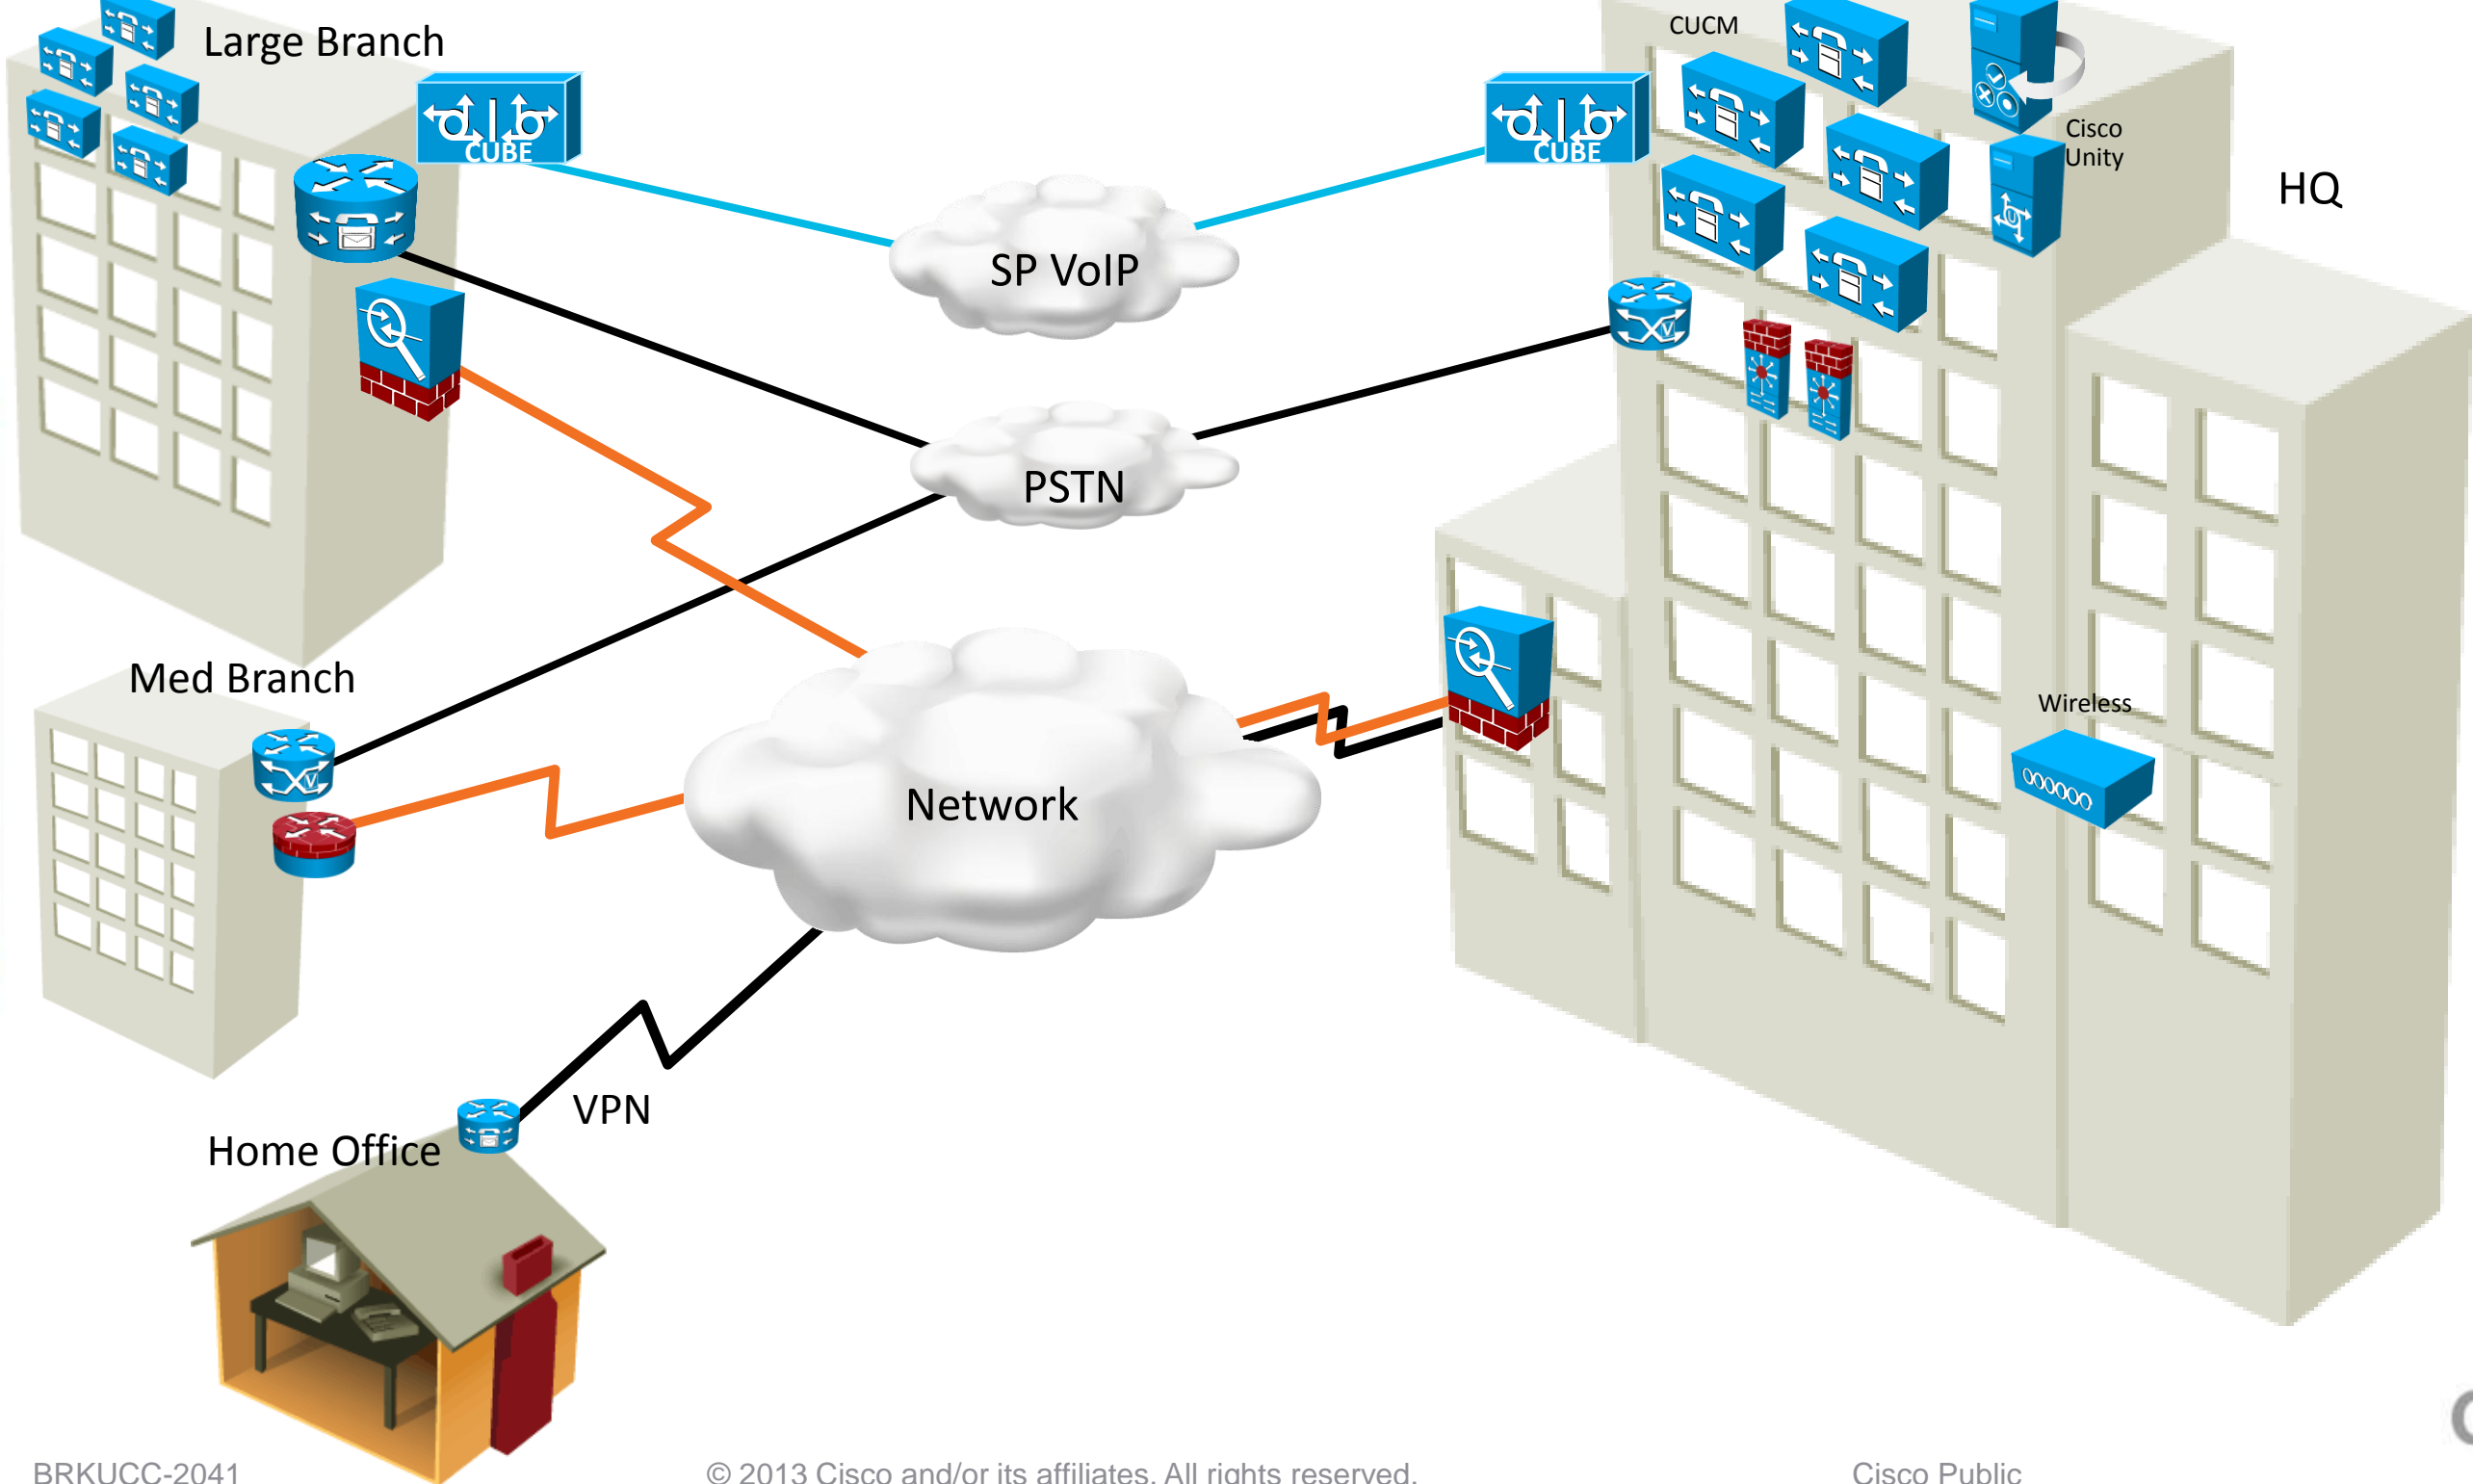 CUCM
Large Branch
CUBE
CUBE
Cisco
Unity
HQ
SP VoIP
V
U
PSTN
Med Branch
Wireless
V
Network
VPN
Home Office
BRKUCC-2041
© 2013 Cisco and/or its affiliates. All rights reserved.
Cisco Public